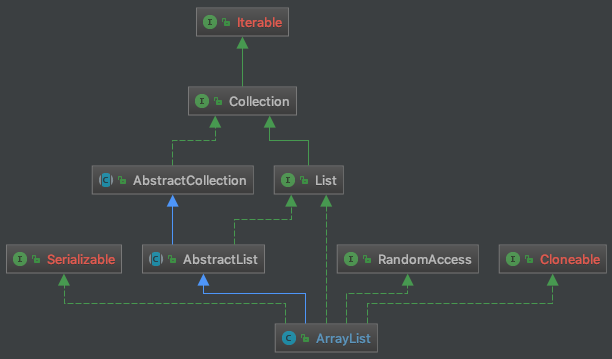 I Iterable
I Collection
C AbstractCollection
I List
I Serializable
C AbstractList
I RandomAccess
I Cloneable
C ArrayList